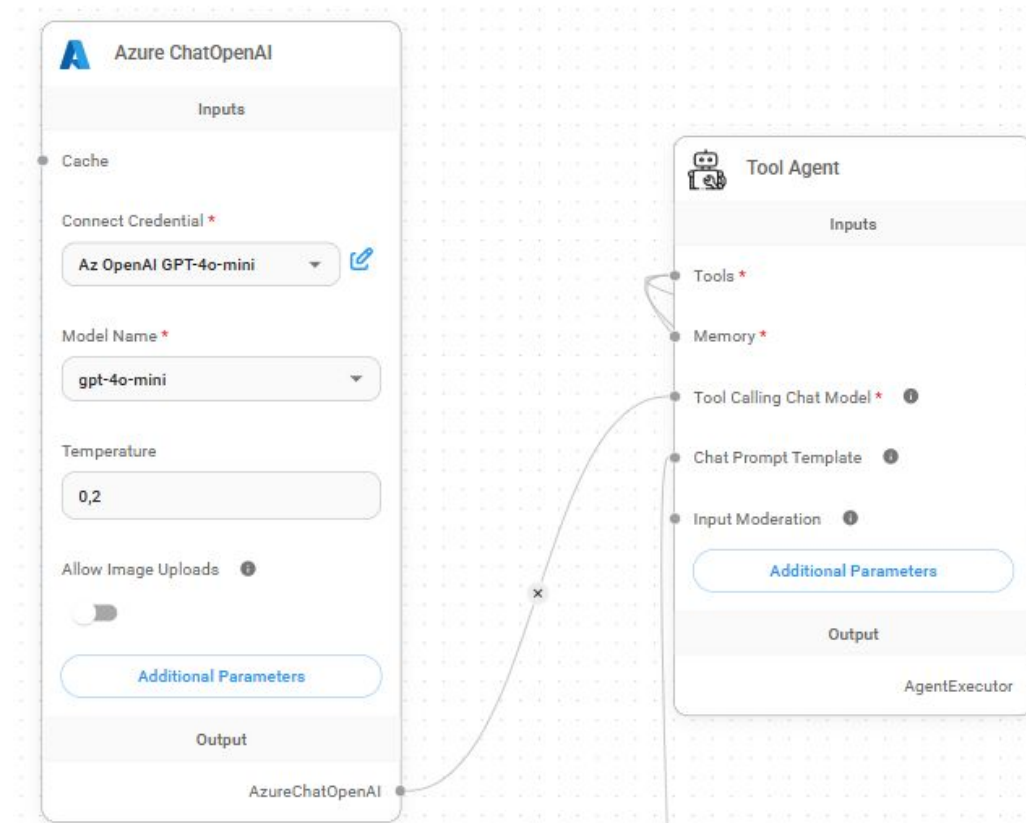 Azure ChatOpenAI
Inputs
Cache
Connect Credential *
Az OpenAI GPT-4o-mini
Model Name *
gpt-4o-mini
Temperature
0,2
Allow Image Uploads
Additional Parameters
Output
AzureChatOpenAI
Tool Agent
Inputs
Tools *
Memory *
Tool Calling Chat Model *
Chat Prompt Template
Input Moderation
Additional Parameters
Output
AgentExecutor